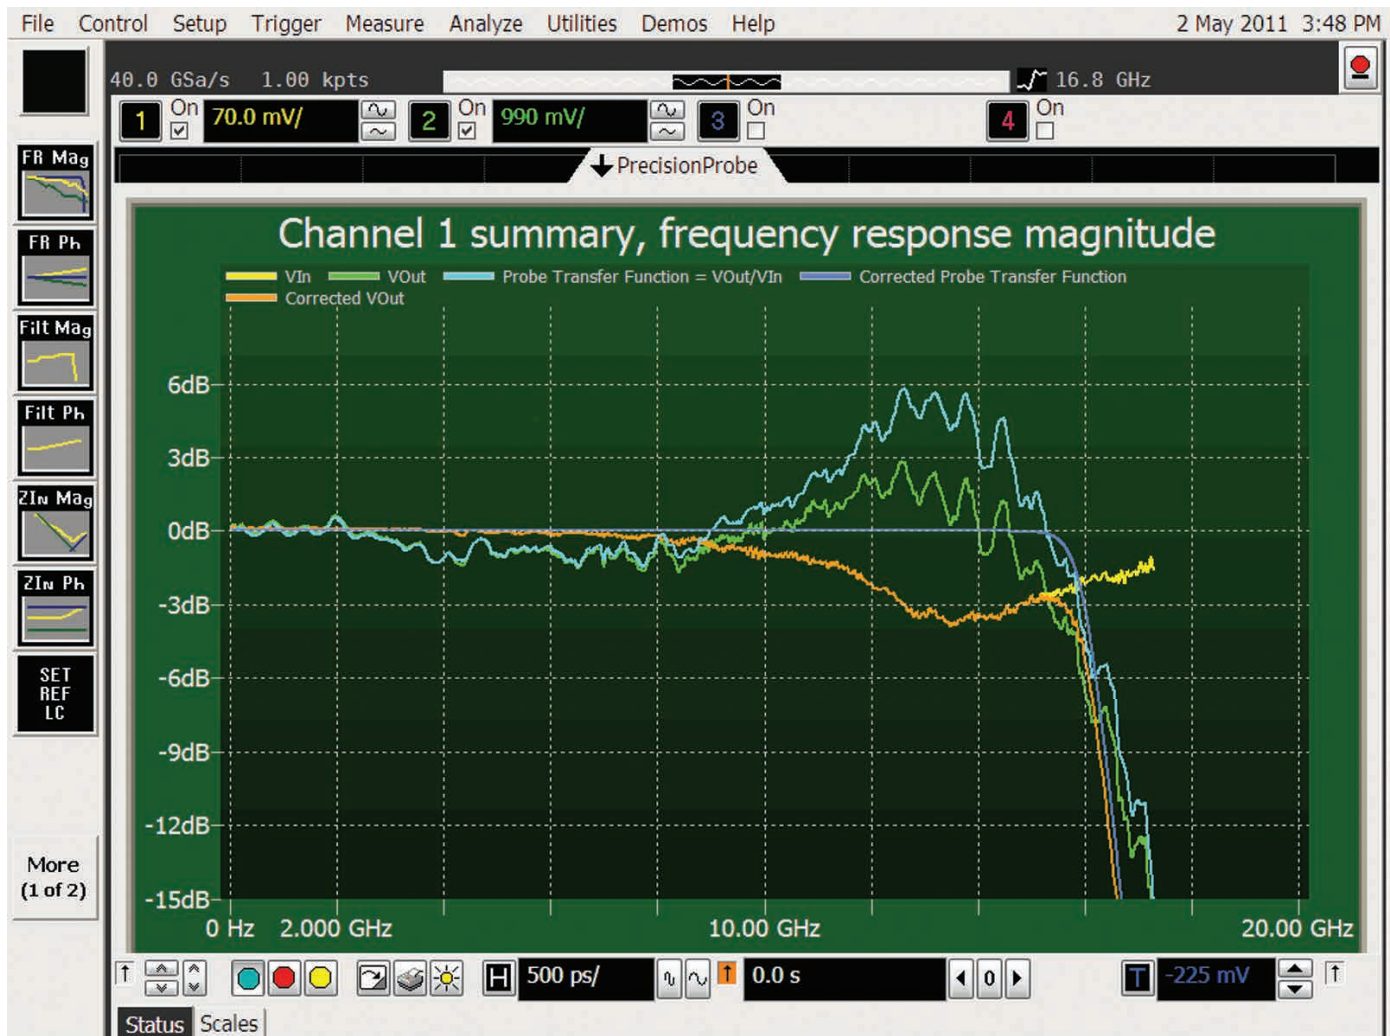 File Control Setup Trigger Measure Analyze Utilities Demos Help 2 May 2011 3:48 PM
40.0 GSa/s 1.00 kpts 16.8 GHz
1 On 70.0 mV/ 2 On 990 mV/ 3 On 4 On
PrecisionProbe
FR Mag
FR Ph
Filt Mag
Filt Ph
ZIN Mag
ZIN Ph
SET
REF
LC
More
(1 of 2)
Channel 1 summary, frequency response magnitude
VIn VOut Probe Transfer Function = VOut/VIn Corrected Probe Transfer Function
Corrected VOut
6dB
3dB
0dB
-3dB
-6dB
-9dB
-12dB
-15dB
0 Hz 2.000 GHz 10.00 GHz 20.00 GHz
H 500 ps/ 0.0 s 0 T -225 mV
Status Scales